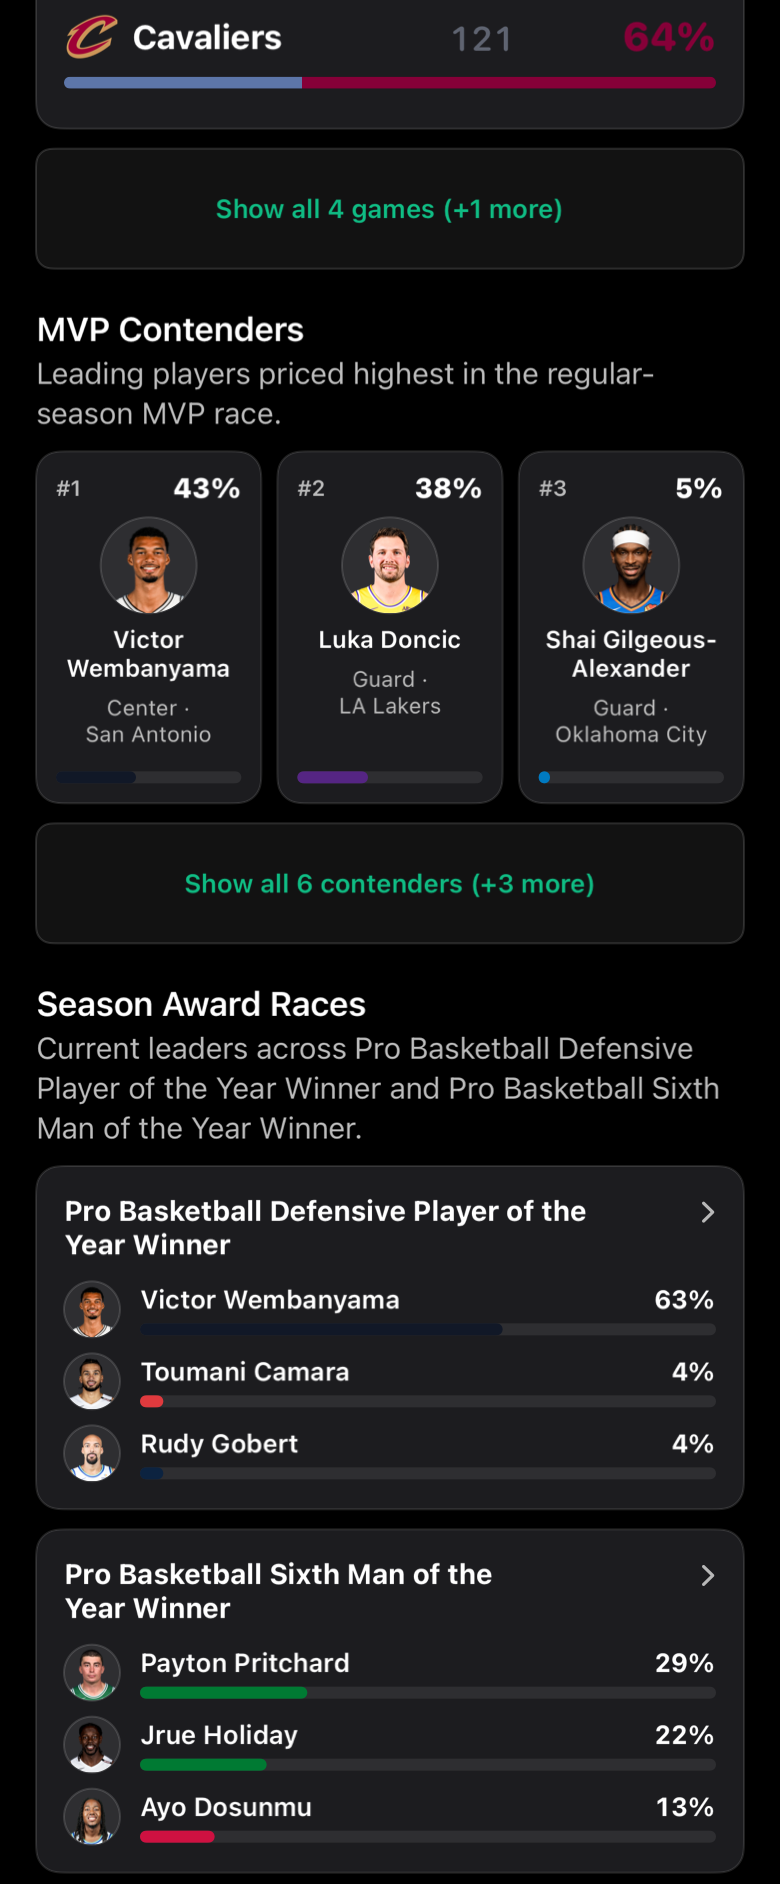 Cavaliers 121 64%
Show all 4 games (+1 more)
MVP Contenders
Leading players priced highest in the regular-
season MVP race.
#1 43%
Victor
Wembanyama
Center ·
San Antonio
#2 38%
Luka Doncic
Guard ·
LA Lakers
#3 5%
Shai Gilgeous-
Alexander
Guard ·
Oklahoma City
Show all 6 contenders (+3 more)
Season Award Races
Current leaders across Pro Basketball Defensive
Player of the Year Winner and Pro Basketball Sixth
Man of the Year Winner.
Pro Basketball Defensive Player of the
Year Winner
Victor Wembanyama 63%
Toumani Camara 4%
Rudy Gobert 4%
Pro Basketball Sixth Man of the
Year Winner
Payton Pritchard 29%
Jrue Holiday 22%
Ayo Dosunmu 13%